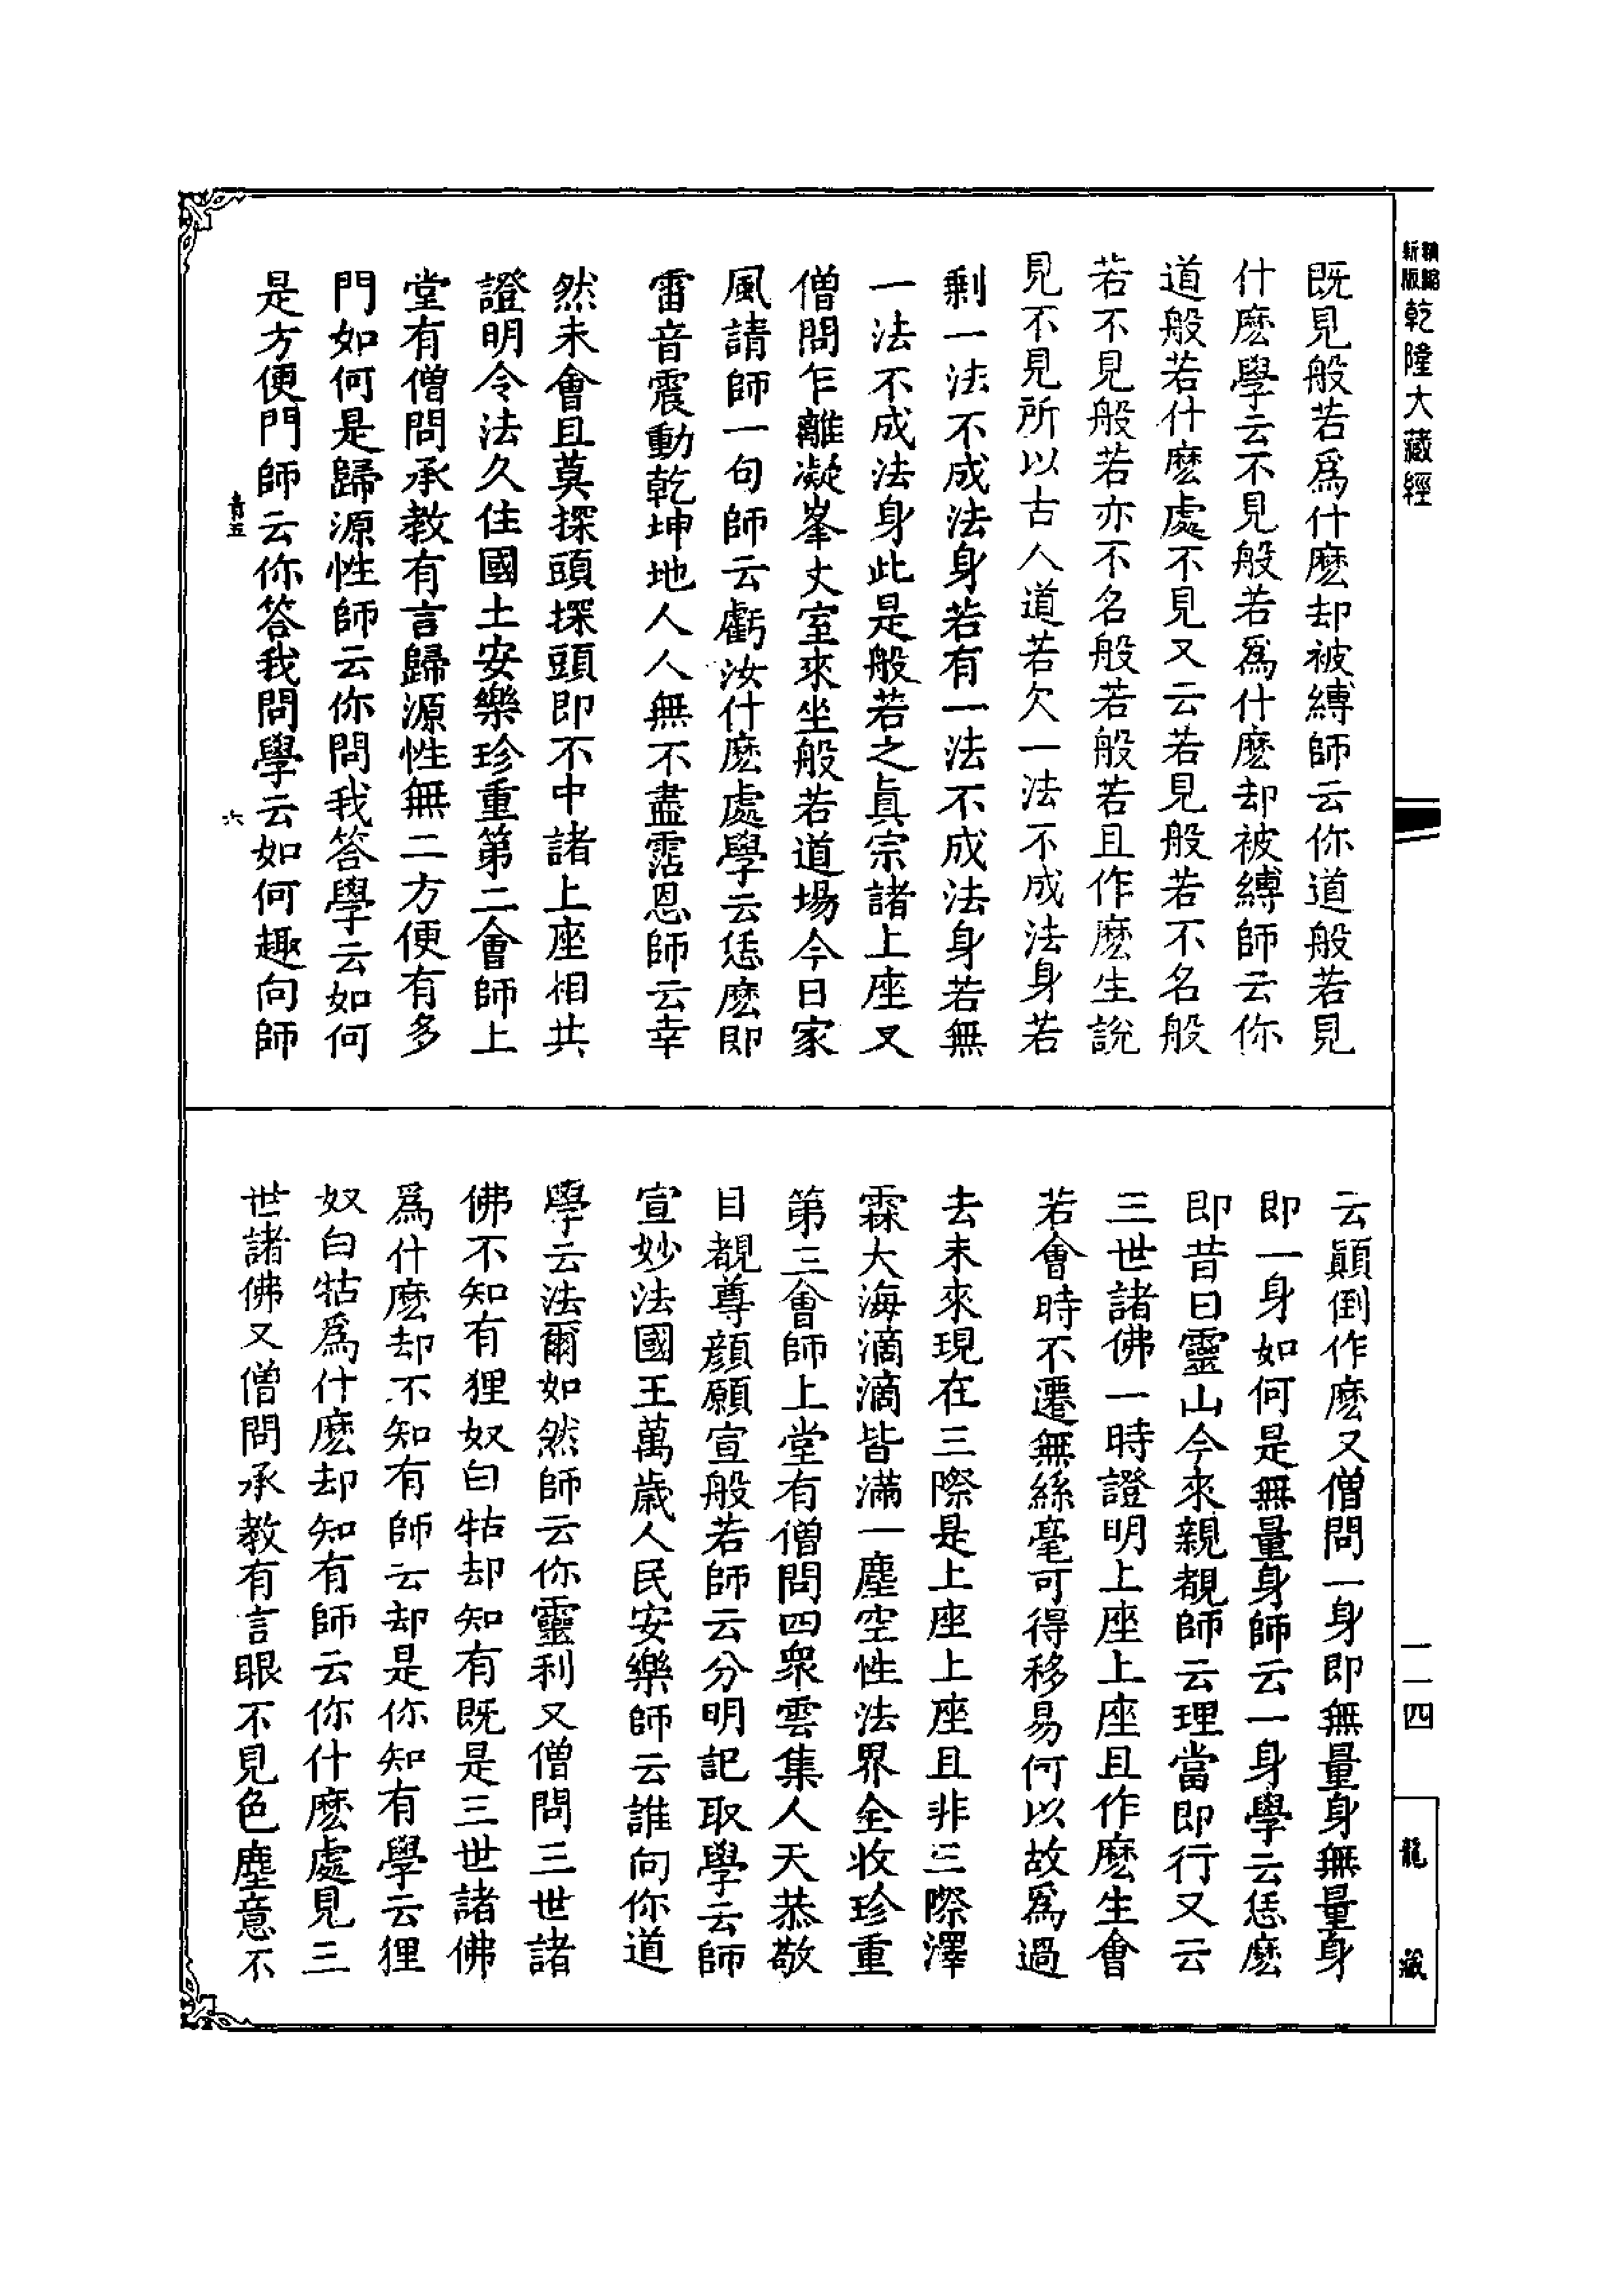 精縮
新版
乾隆大藏經
既見般若爲什麽却被縛師云你道般若見
什麽學云不見般若爲什麽却被縛師云你
道般若什麽處不見又云若見般若不名般
若不見般若亦不名般若般若且作麽生說
見不見所以古人道若欠一法不成法身若
剩一法不成法身若有一法不成法身若無
一法不成法身此是般若之眞宗諸上座又
僧問乍離凝峯丈室來坐般若道場今日家
風請師一句師云虧汝什麽處學云恁麽即
雷音震動乾坤地人人無不盡霑恩師云幸
然未會且莫探頭探頭即不中諸上座相共
證明令法久住國土安樂珍重第二會師上
堂有僧問承教有言歸源性無二方便有多
門如何是歸源性師云你問我答學云如何
是方便門師云你答我問學云如何趣向師
青五
六
云顚倒作麽又僧問一身即無量身無量身
即一身如何是無量身師云一身學云恁麽
即昔日靈山今來親覩師云理當即行又云
三世諸佛一時證明上座上座且作麽生會
若會時不遷無絲毫可得移易何以故爲過
去未來現在三際是上座上座且非三際澤
霖大海滴滴皆滿一塵空性法界全收珍重
第三會師上堂有僧問四衆雲集人天恭敬
目覩尊顏願宣般若師云分明記取學云師
宣妙法國王萬歲人民安樂師云誰向你道
學云法爾如然師云你靈利又僧問三世諸
佛不知有狸奴白牯却知有既是三世諸佛
爲什麽却不知有師云却是你知有學云狸
奴白牯爲什麽却知有師云你什麽處見三
世諸佛又僧問承教有言眼不見色塵意不
一一四
龍藏